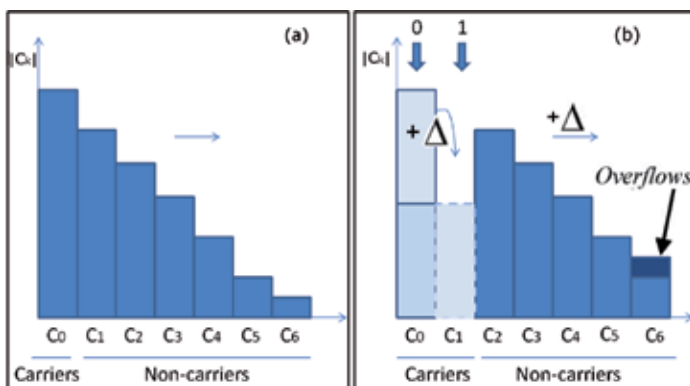 (a)
|Cₖ|
C₀ C₁ C₂ C₃ C₄ C₅ C₆
Carriers Non-carriers
0 1 (b)
|Cₖ|
+ Δ
+Δ
Overflows
C₀ C₁ C₂ C₃ C₄ C₅ C₆
Carriers Non-carriers